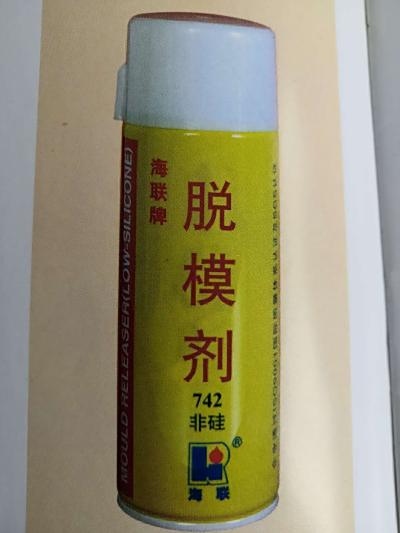 MOULD RELEASER(LOW-SILICONE)
海联牌
脱模剂
742
非硅
®
海联